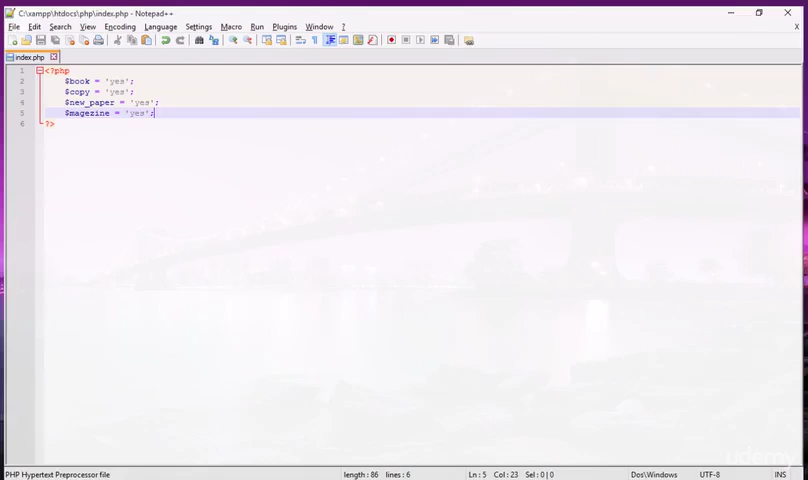 C:\xampp\htdocs\php\index.php - Notepad++
File Edit Search View Encoding Language Settings Macro Run Plugins Window ? X
index.php
1 <?php
2 $book = 'yes';
3 $copy = 'yes';
4 $new_paper = 'yes';
5 $magezine = 'yes';
6 ?>
udemy
PHP Hypertext Preprocessor file length : 86 lines : 6 Ln : 5 Col : 23 Sel : 0 | 0 Dos\Windows UTF-8 INS